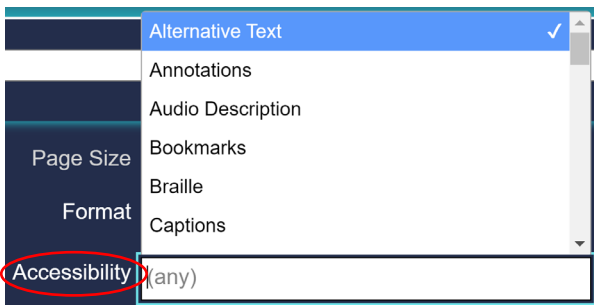 Alternative Text ✓
Annotations
Audio Description
Bookmarks
Page Size
Braille
Format
Captions
Accessibility
(any)